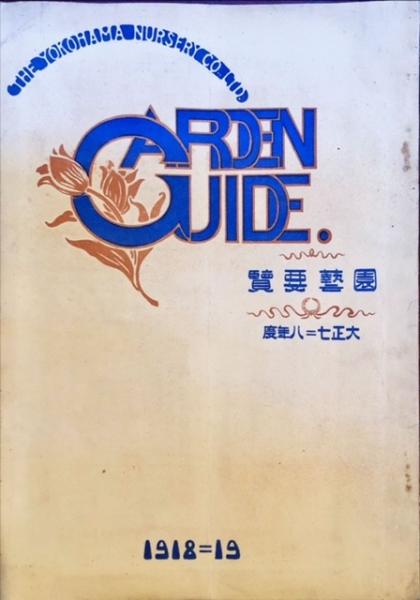 THE YOKOHAMA NURSERY CO. LTD.
GARDEN
GUIDE.
園藝要覽
大正七=八年度
1918=19